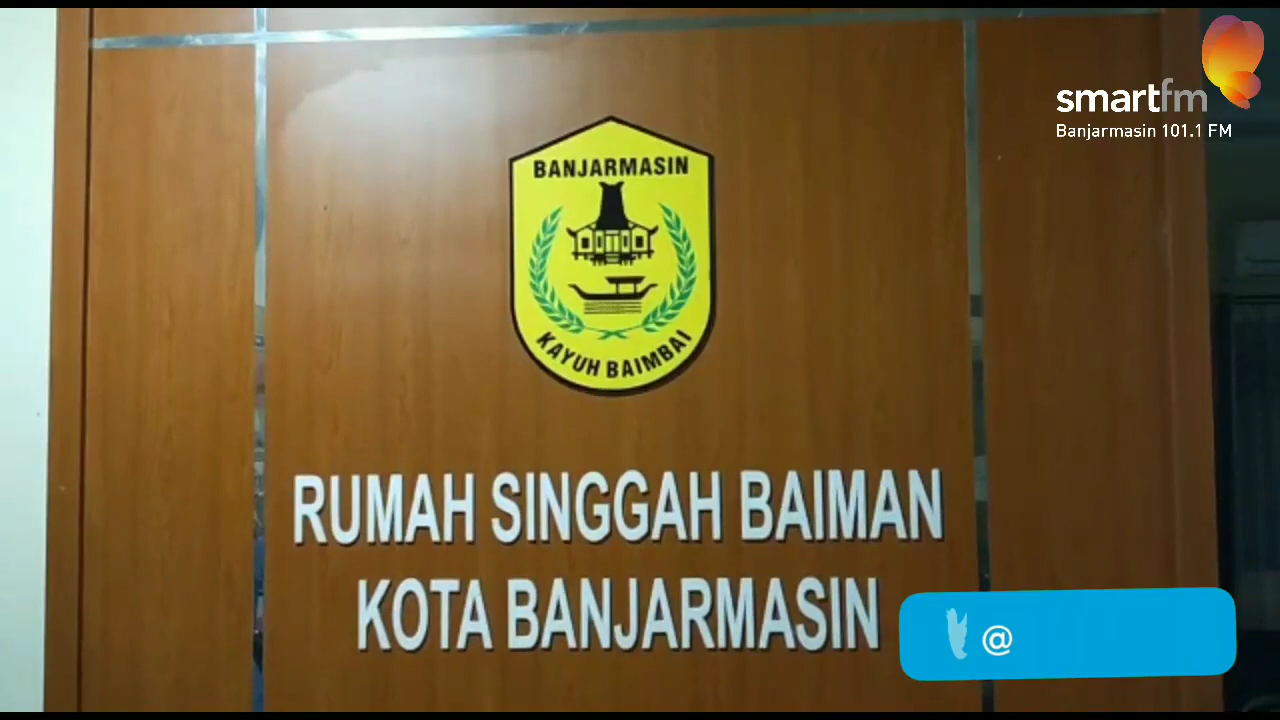 smartfm
Banjarmasin 101.1 FM
BANJARMASIN
KAYUH BAIMBAI
RUMAH SINGGAH BAIMAN
KOTA BANJARMASIN
@